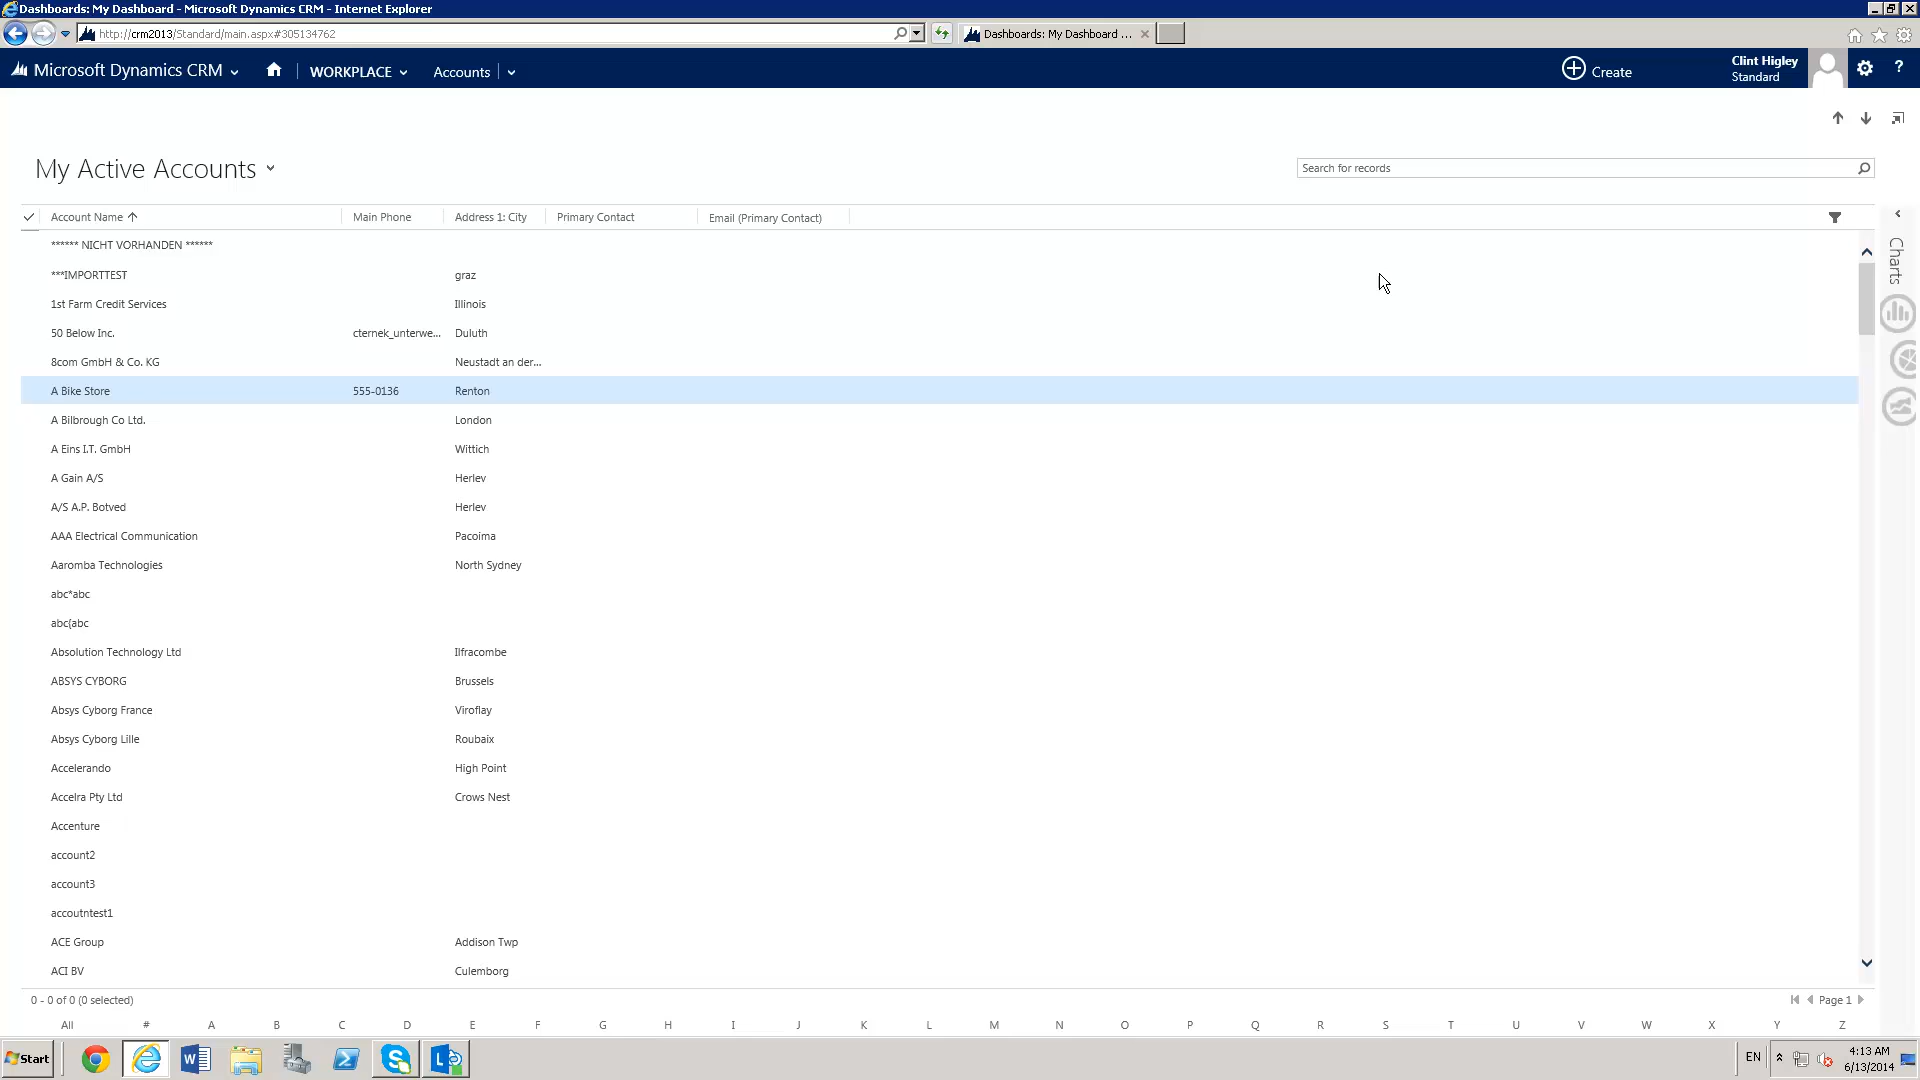 Dashboards: My Dashboard - Microsoft Dynamics CRM - Internet Explorer
http://crm2013/Standard/main.aspx#305134762
Dashboards: My Dashboard ...
Microsoft Dynamics CRM WORKPLACE Accounts
Create
Clint Higley
Standard
?
My Active Accounts
Search for records
Account Name Main Phone Address 1: City Primary Contact Email (Primary Contact)
Charts
****** NICHT VORHANDEN ******
***IMPORTTEST graz
1st Farm Credit Services Illinois
50 Below Inc. cternek_unterwe... Duluth
8com GmbH & Co. KG Neustadt an der...
A Bike Store 555-0136 Renton
A Bilbrough Co Ltd. London
A Eins I.T. GmbH Wittich
A Gain A/S Herlev
A/S A.P. Botved Herlev
AAA Electrical Communication Pacoima
Aaromba Technologies North Sydney
abc*abc
abc{abc
Absolution Technology Ltd Ilfracombe
ABSYS CYBORG Brussels
Absys Cyborg France Viroflay
Absys Cyborg Lille Roubaix
Accelerando High Point
Accelra Pty Ltd Crows Nest
Accenture
account2
account3
accoutntest1
ACE Group Addison Twp
ACI BV Culemborg
0 - 0 of 0 (0 selected) Page 1
All # A B C D E F G H I J K L M N O P Q R S T U V W X Y Z
Start EN 4:13 AM
6/13/2014